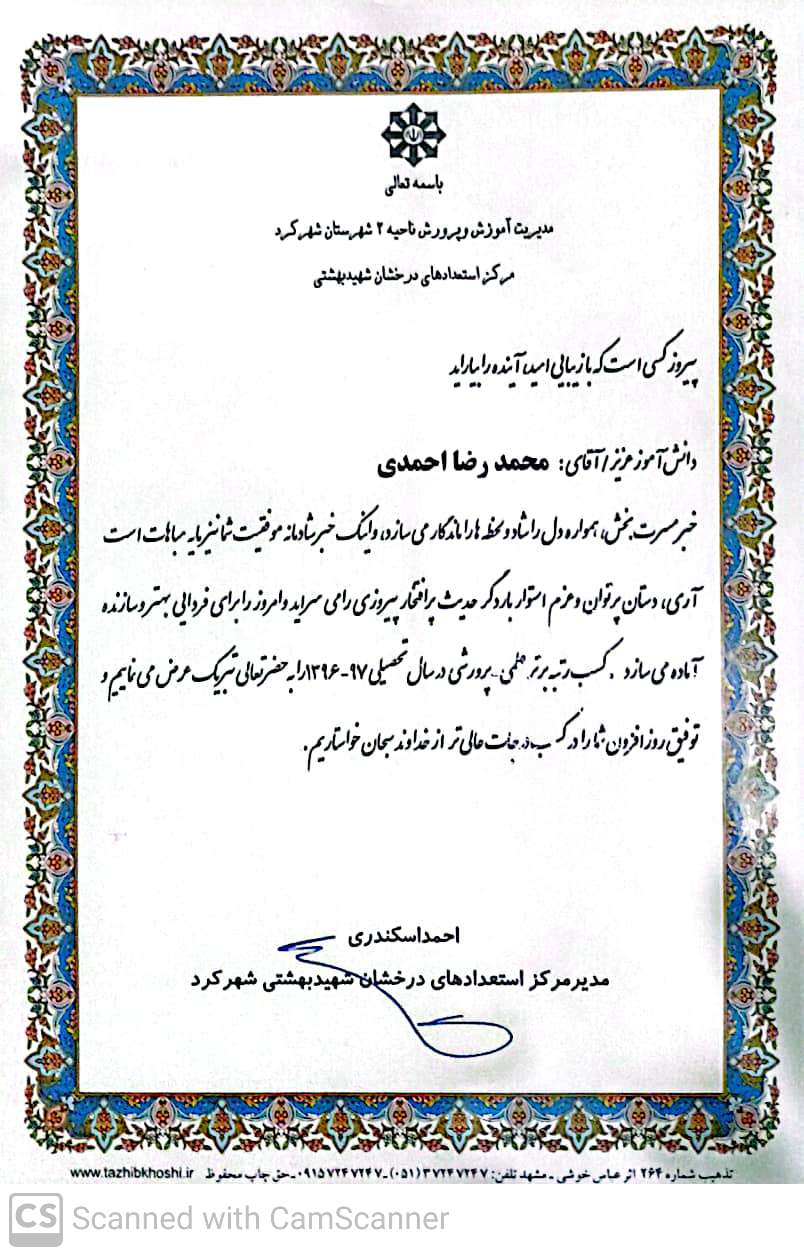 باسمه تعالی
مدیریت آموزش و پرورش ناحیه ۲ شهرستان شهرکرد
مرکز استعدادهای درخشان شهیدبهشتی
پیروز کسی است که با زیبایی امید، آینده را بیاراید
دانش آموز عزیز / آقای: محمد رضا احمدی
خبر مسرت بخش، همواره دل را شاد و لحظه ها را ماندگار می سازد، و اینک خبر شادمانه موفقیت شما نیز مایه مباهات است
آری، دستان پرتوان و عزم استوار بار دگر حدیث پرافتخار پیروزی را می سراید و امروز را برای فردایی بهتر و سازنده
آماده می سازد . کسب رتبه برتر علمی-پرورشی در سال تحصیلی ۹۷-۱۳۹۶ را به حضرتعالی تبریک عرض می نماییم و
توفیق روز افزون شما را در کسب درجات عالی تر از خداوند سبحان خواستاریم.
احمداسکندری
مدیرمرکز استعدادهای درخشان شهیدبهشتی شهرکرد
تذهیب شماره ۲۶۴ اثر عباس خوشی - مشهد تلفن: ۳۷۲۴۷۲۴۷ (۰۵۱) - ۰۹۱۵۷۲۴۷۲۴۷ - حق چاپ محفوظ www.tazhibkhoshi.ir
CS Scanned with CamScanner